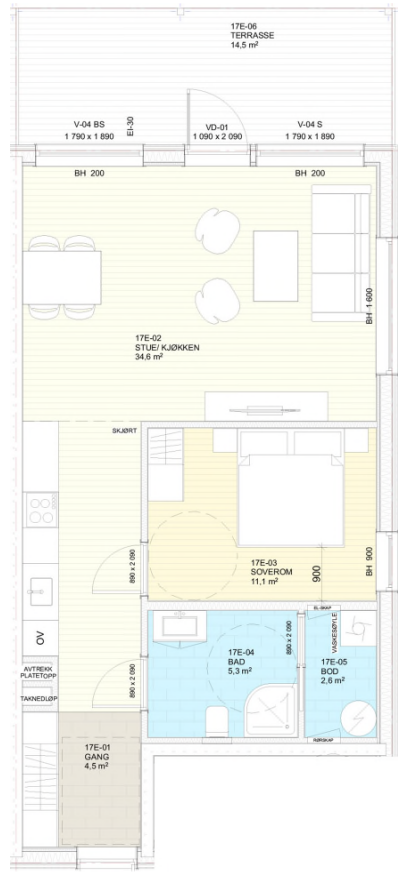 17E-06
TERRASSE
14,5 m²
V-04 BS
1 790 x 1 890
EI-30
VD-01
1 090 x 2 090
V-04 S
1 790 x 1 890
BH 200
BH 200
BH 1 600
17E-02
STUE/ KJØKKEN
34,6 m²
SKJØRT
17E-03
SOVEROM
11,1 m²
900
BH 900
890 x 2 090
EL-SKAP
VASKESØYLE
OV
17E-04
BAD
5,3 m²
890 x 2 090
17E-05
BOD
2,6 m²
AVTREKK
PLATETOPP
TAKNEDLØP
890 x 2 090
RØRSKAP
17E-01
GANG
4,5 m²